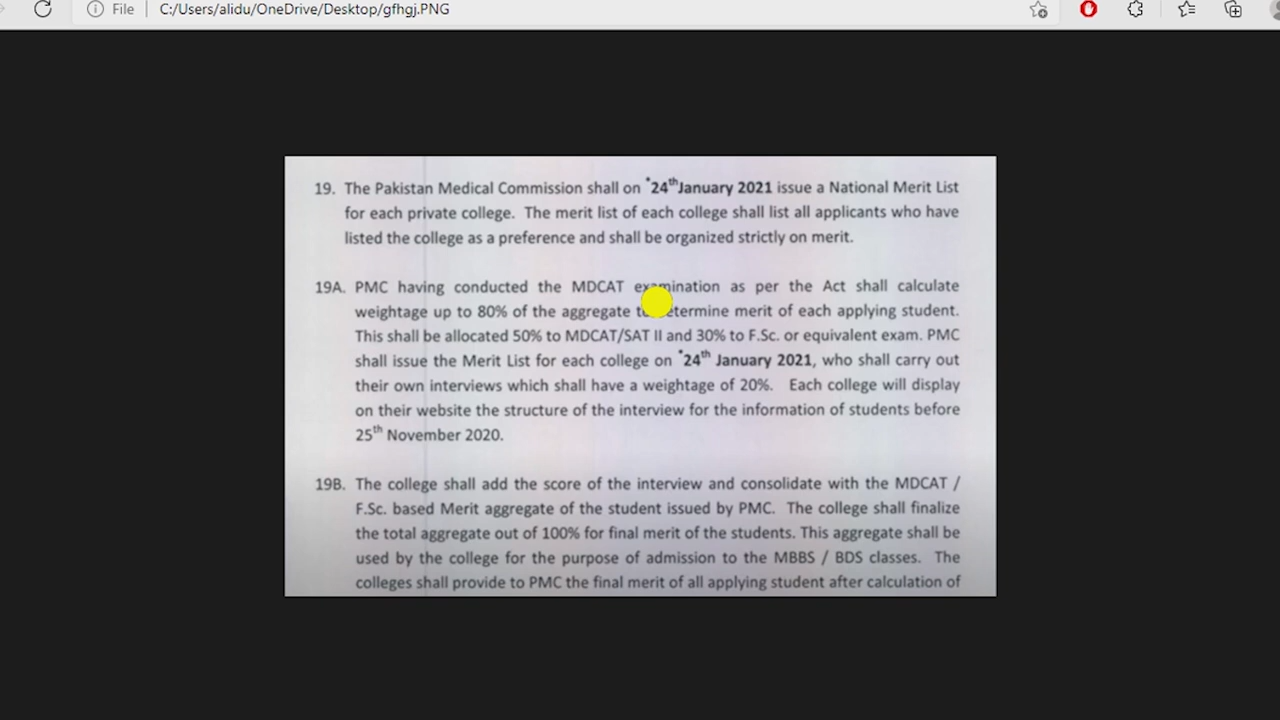 File C:/Users/alidu/OneDrive/Desktop/gfhgj.PNG
19. The Pakistan Medical Commission shall on *24th January 2021 issue a National Merit List
for each private college. The merit list of each college shall list all applicants who have
listed the college as a preference and shall be organized strictly on merit.
19A. PMC having conducted the MDCAT examination as per the Act shall calculate
weightage up to 80% of the aggregate to determine merit of each applying student.
This shall be allocated 50% to MDCAT/SAT II and 30% to F.Sc. or equivalent exam. PMC
shall issue the Merit List for each college on *24th January 2021, who shall carry out
their own interviews which shall have a weightage of 20%. Each college will display
on their website the structure of the interview for the information of students before
25th November 2020.
19B. The college shall add the score of the interview and consolidate with the MDCAT /
F.Sc. based Merit aggregate of the student issued by PMC. The college shall finalize
the total aggregate out of 100% for final merit of the students. This aggregate shall be
used by the college for the purpose of admission to the MBBS / BDS classes. The
colleges shall provide to PMC the final merit of all applying student after calculation of